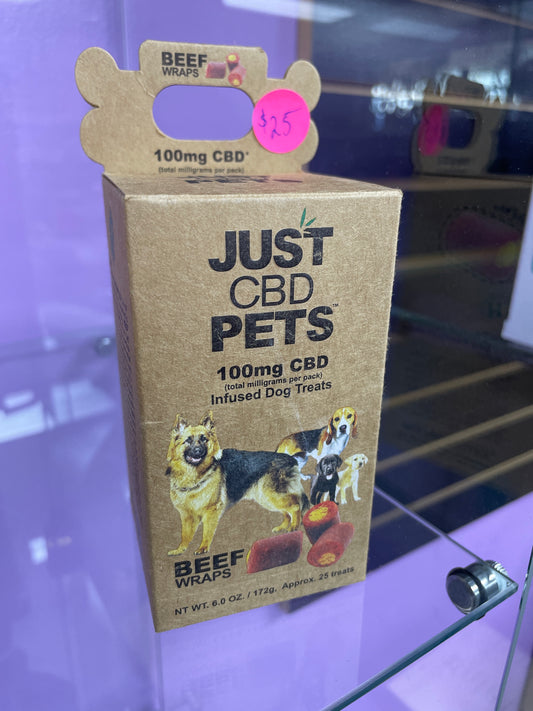 BEEF
WRAPS
$25
100mg CBD*
(total milligrams per pack)
PETS
JUST
CBD
PETS™
100mg CBD
(total milligrams per pack)
Infused Dog Treats
BEEF
WRAPS
NT WT. 6.0 OZ. / 172g. Approx. 25 treats